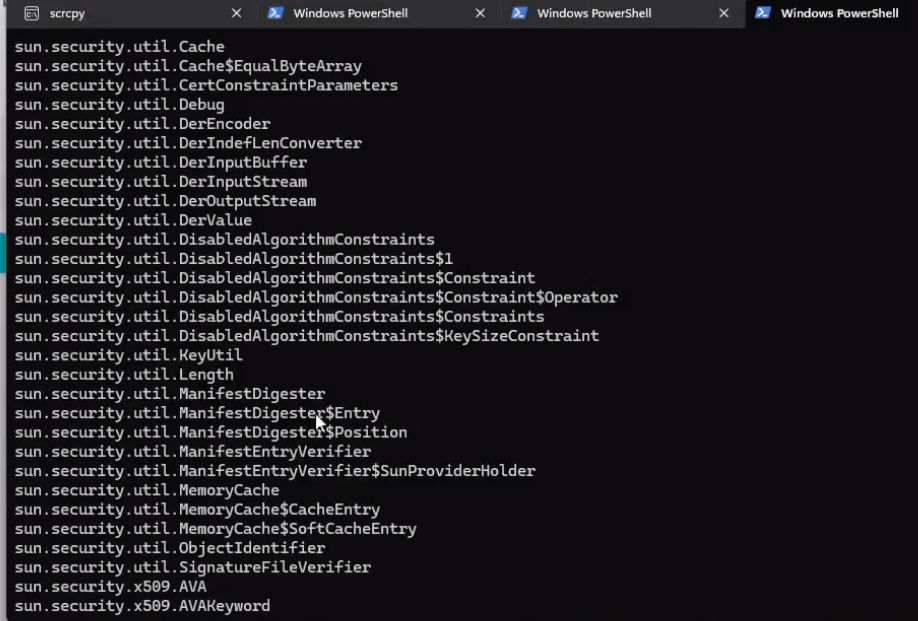 scrcpy Windows PowerShell Windows PowerShell Windows PowerShell
sun.security.util.Cache
sun.security.util.Cache$EqualByteArray
sun.security.util.CertConstraintParameters
sun.security.util.Debug
sun.security.util.DerEncoder
sun.security.util.DerIndefLenConverter
sun.security.util.DerInputBuffer
sun.security.util.DerInputStream
sun.security.util.DerOutputStream
sun.security.util.DerValue
sun.security.util.DisabledAlgorithmConstraints
sun.security.util.DisabledAlgorithmConstraints$1
sun.security.util.DisabledAlgorithmConstraints$Constraint
sun.security.util.DisabledAlgorithmConstraints$Constraint$Operator
sun.security.util.DisabledAlgorithmConstraints$Constraints
sun.security.util.DisabledAlgorithmConstraints$KeySizeConstraint
sun.security.util.KeyUtil
sun.security.util.Length
sun.security.util.ManifestDigester
sun.security.util.ManifestDigester$Entry
sun.security.util.ManifestDigester$Position
sun.security.util.ManifestEntryVerifier
sun.security.util.ManifestEntryVerifier$SunProviderHolder
sun.security.util.MemoryCache
sun.security.util.MemoryCache$CacheEntry
sun.security.util.MemoryCache$SoftCacheEntry
sun.security.util.ObjectIdentifier
sun.security.util.SignatureFileVerifier
sun.security.x509.AVA
sun.security.x509.AVAKeyword